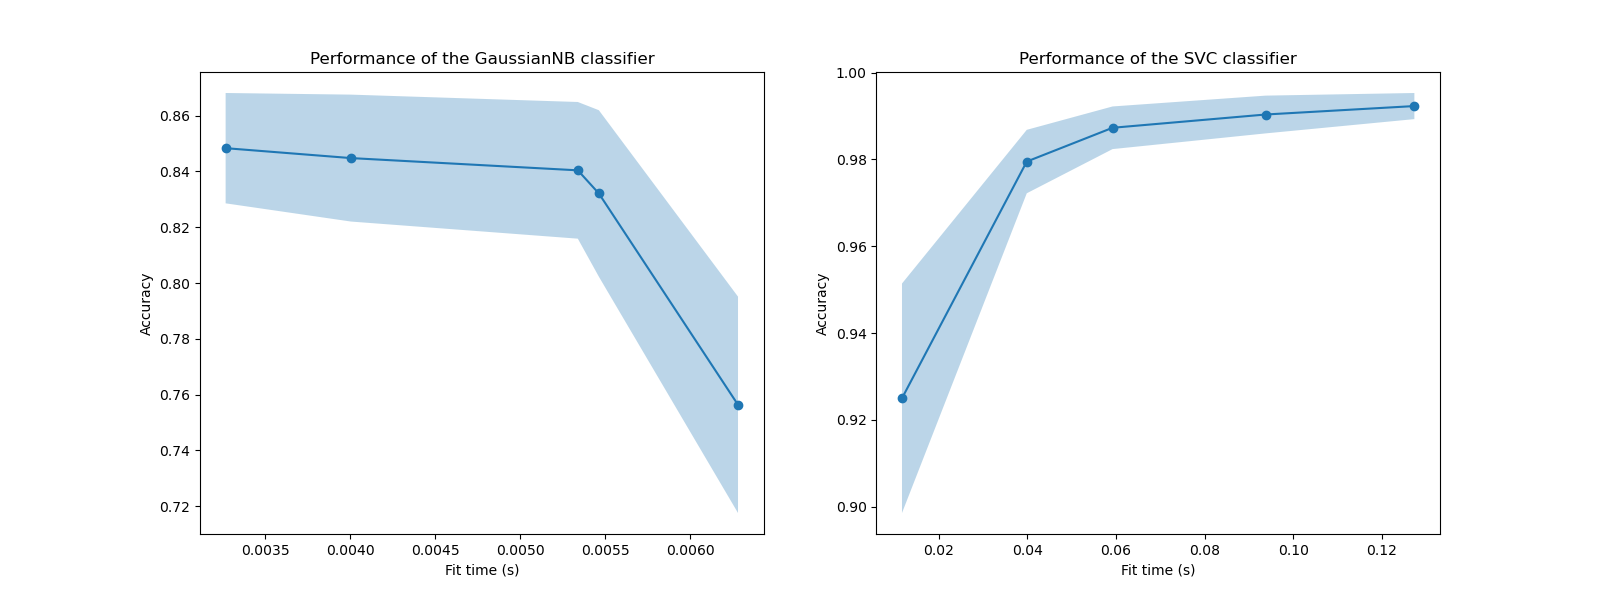 Performance of the GaussianNB classifier
0.86
0.84
0.82
0.80
0.78
0.76
0.74
0.72
Accuracy
0.0035 0.0040 0.0045 0.0050 0.0055 0.0060
Fit time (s)
Performance of the SVC classifier
1.00
0.98
0.96
0.94
0.92
0.90
Accuracy
0.02 0.04 0.06 0.08 0.10 0.12
Fit time (s)